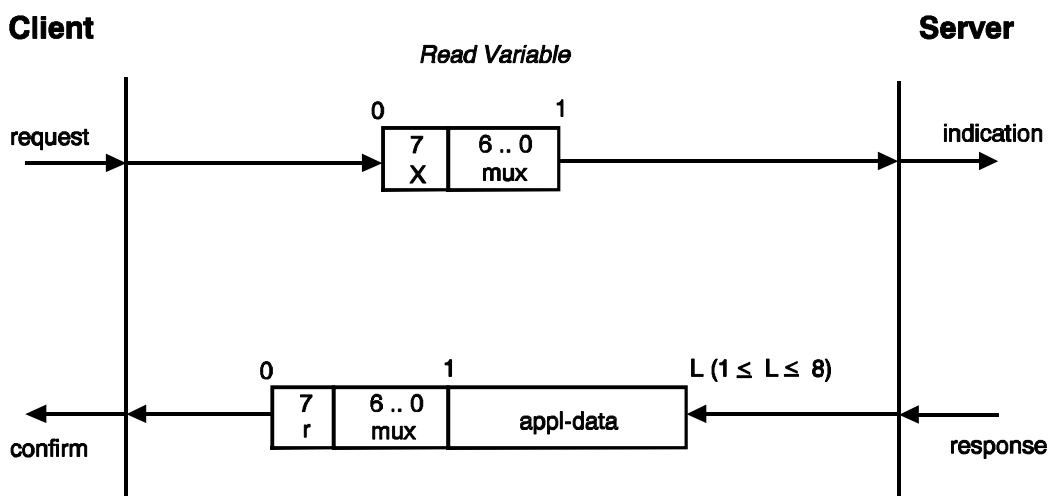 Client
Server
Read Variable
0
1
request
7
6 .. 0
indication
X
mux
0
1
L (1 ≤ L ≤ 8)
7
6 .. 0
r
mux
appl-data
confirm
response